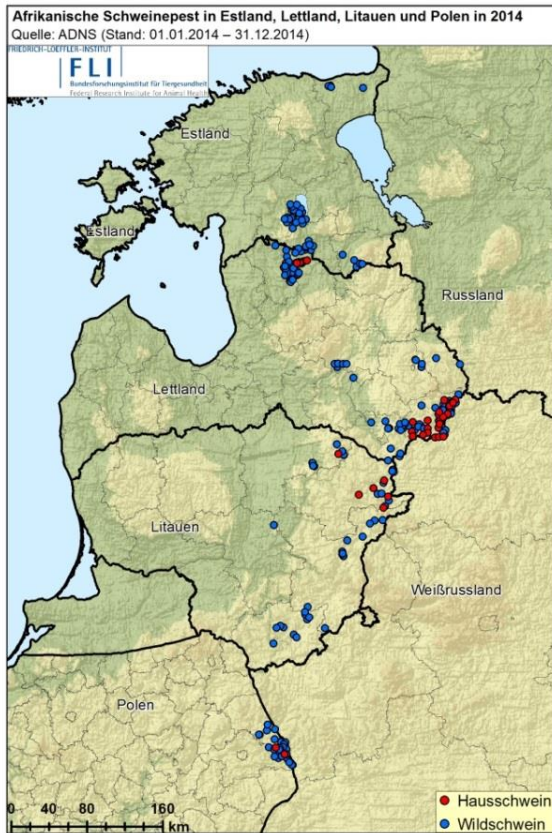 Afrikanische Schweinepest in Estland, Lettland, Litauen und Polen in 2014
Quelle: ADNS (Stand: 01.01.2014 – 31.12.2014)
FRIEDRICH-LOEFFLER-INSTITUT
FLI
Bundesforschungsinstitut für Tiergesundheit
Federal Research Institute for Animal Health
Estland
Estland
Russland
Lettland
Litauen
Weißrussland
Polen
0 40 80 160
km
Hausschwein
Wildschwein